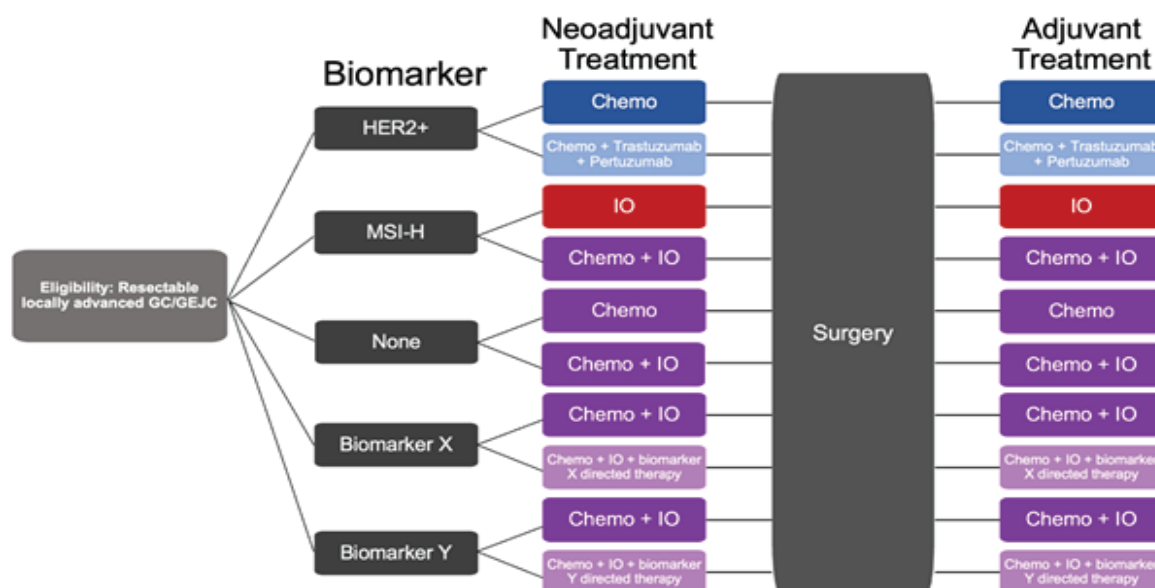 Neoadjuvant
Treatment
Adjuvant
Treatment
Biomarker
Chemo
Chemo
HER2+
Chemo + Trastuzumab
+ Pertuzumab
Chemo + Trastuzumab
+ Pertuzumab
IO
IO
MSI-H
Chemo + IO
Chemo + IO
Eligibility: Resectable
locally advanced GC/GEJC
Chemo
Chemo
Surgery
None
Chemo + IO
Chemo + IO
Chemo + IO
Chemo + IO
Biomarker X
Chemo + IO + biomarker
X directed therapy
Chemo + IO + biomarker
X directed therapy
Chemo + IO
Chemo + IO
Biomarker Y
Chemo + IO + biomarker
Y directed therapy
Chemo + IO + biomarker
Y directed therapy